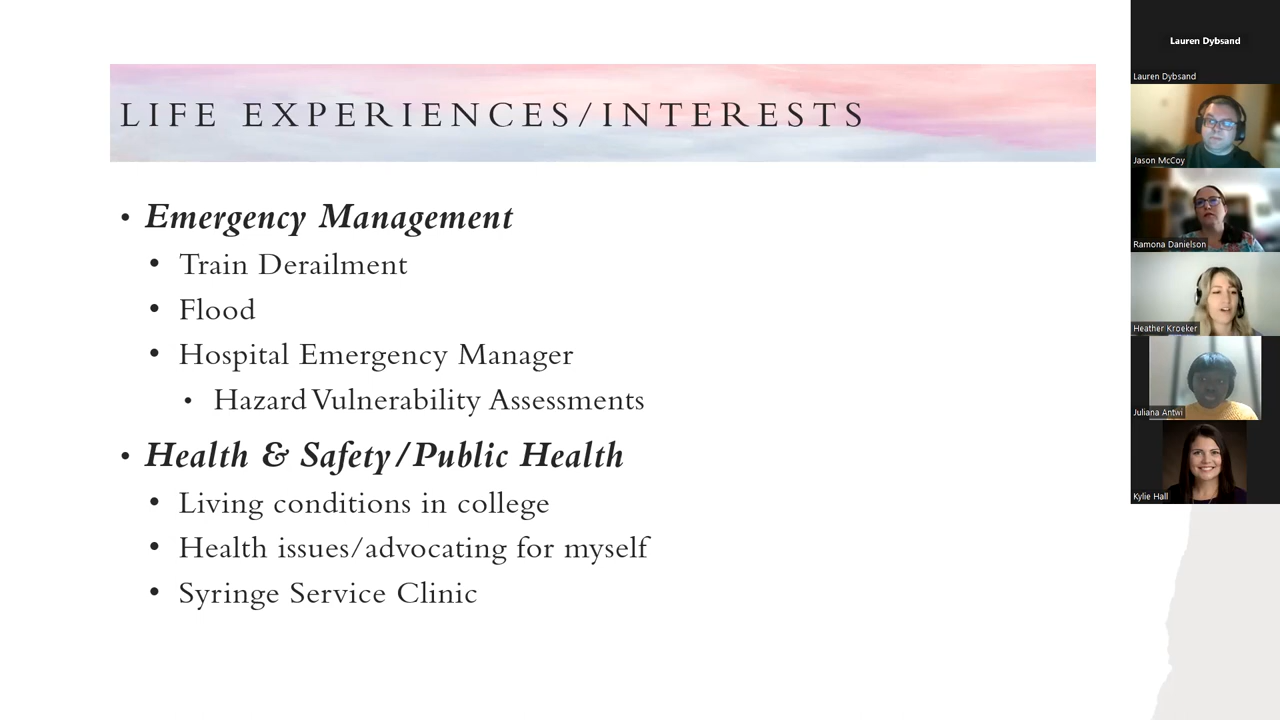 LIFE EXPERIENCES/INTERESTS
• Emergency Management
• Train Derailment
• Flood
• Hospital Emergency Manager
• Hazard Vulnerability Assessments
• Health & Safety/Public Health
• Living conditions in college
• Health issues/advocating for myself
• Syringe Service Clinic
Lauren Dybsand
Lauren Dybsand
Jason McCoy
Ramona Danielson
Heather Kroeker
Juliana Antwi
Kylie Hall